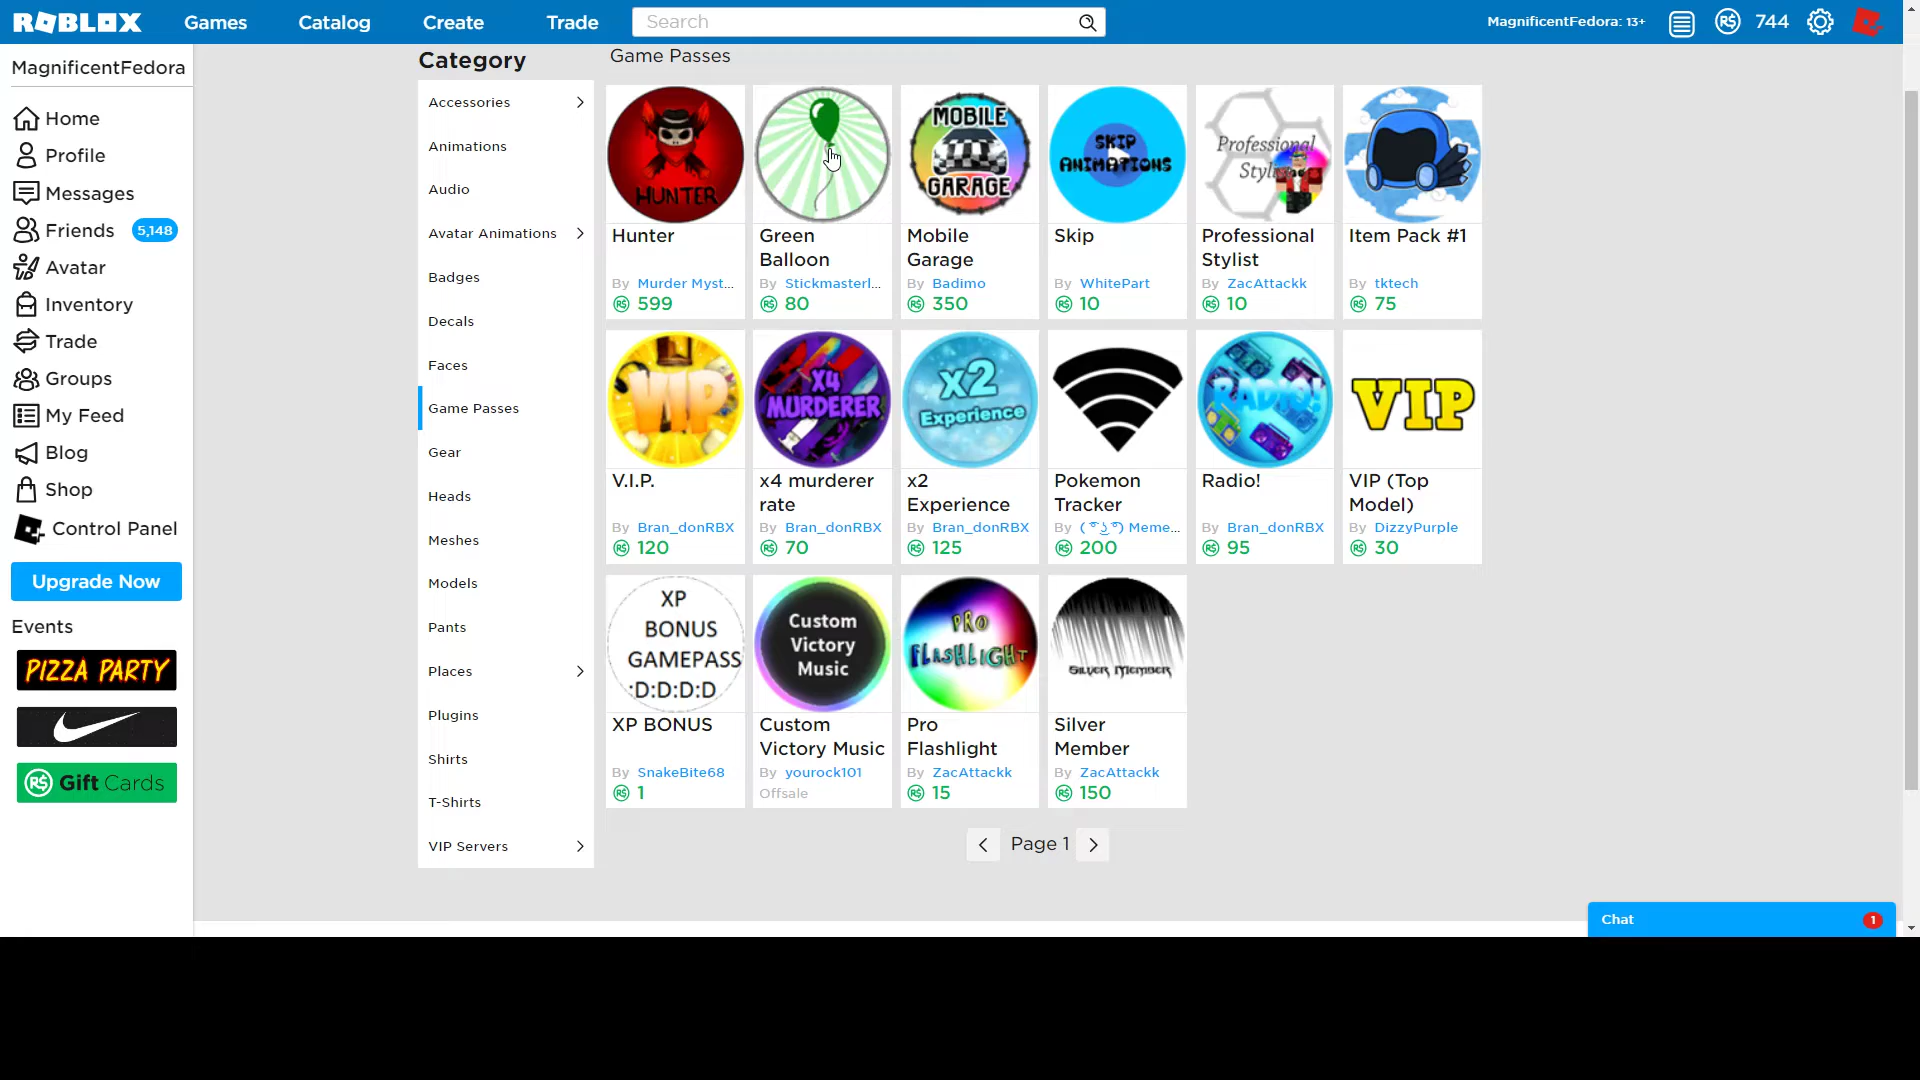 ROBLOX Games Catalog Create Trade Search MagnificentFedora: 13+ 744
MagnificentFedora
Home
Profile
Messages
Friends 5,148
Avatar
Inventory
Trade
Groups
My Feed
Blog
Shop
Control Panel
Upgrade Now
Events
PIZZA PARTY
Gift Cards
Category
Accessories
Animations
Audio
Avatar Animations
Badges
Decals
Faces
Game Passes
Gear
Heads
Meshes
Models
Pants
Places
Plugins
Shirts
T-Shirts
VIP Servers
Game Passes
HUNTER
Hunter
By Murder Myst...
599
Green
Balloon
By Stickmasterl...
80
MOBILE
GARAGE
Mobile
Garage
By Badimo
350
SKIP
ANIMATIONS
Skip
By WhitePart
10
Professional
Stylist
Professional
Stylist
By ZacAttackk
10
Item Pack #1
By tktech
75
VIP
V.I.P.
By Bran_donRBX
120
X4
MURDERER
x4 murderer
rate
By Bran_donRBX
70
x2
Experience
x2
Experience
By Bran_donRBX
125
Pokemon
Tracker
By ( ͡° ͜ʖ ͡°) Meme...
200
RADIO!
Radio!
By Bran_donRBX
95
VIP
VIP (Top
Model)
By DizzyPurple
30
XP
BONUS
GAMEPASS
:D:D:D:D
XP BONUS
By SnakeBite68
1
Custom
Victory
Music
Custom
Victory Music
By yourock101
Offsale
PRO
FLASHLIGHT
Pro
Flashlight
By ZacAttackk
15
SILVER MEMBER
Silver
Member
By ZacAttackk
150
Page 1
Chat 1